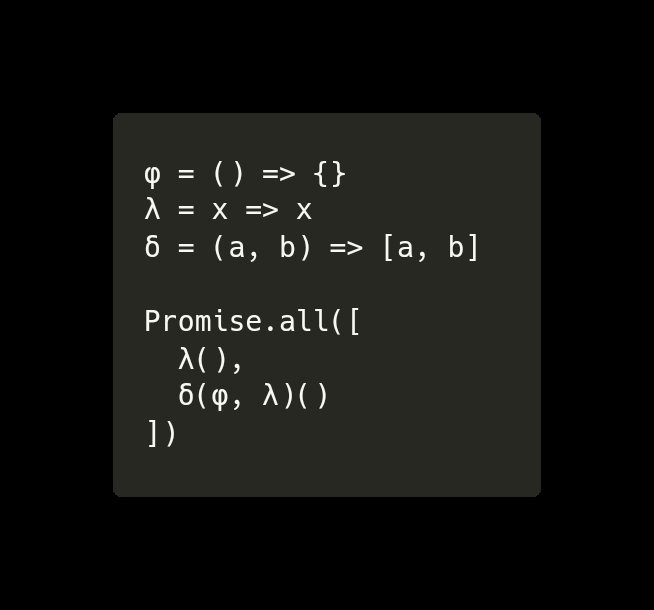 φ = () => {}
λ = x => x
δ = (a, b) => [a, b]

Promise.all([
  λ(),
  δ(φ, λ)()
])